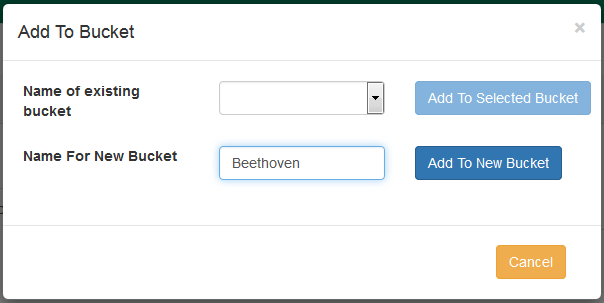 Add To Bucket ×
Name of existing
bucket
Add To Selected Bucket
Name For New Bucket
Beethoven
Add To New Bucket
Cancel